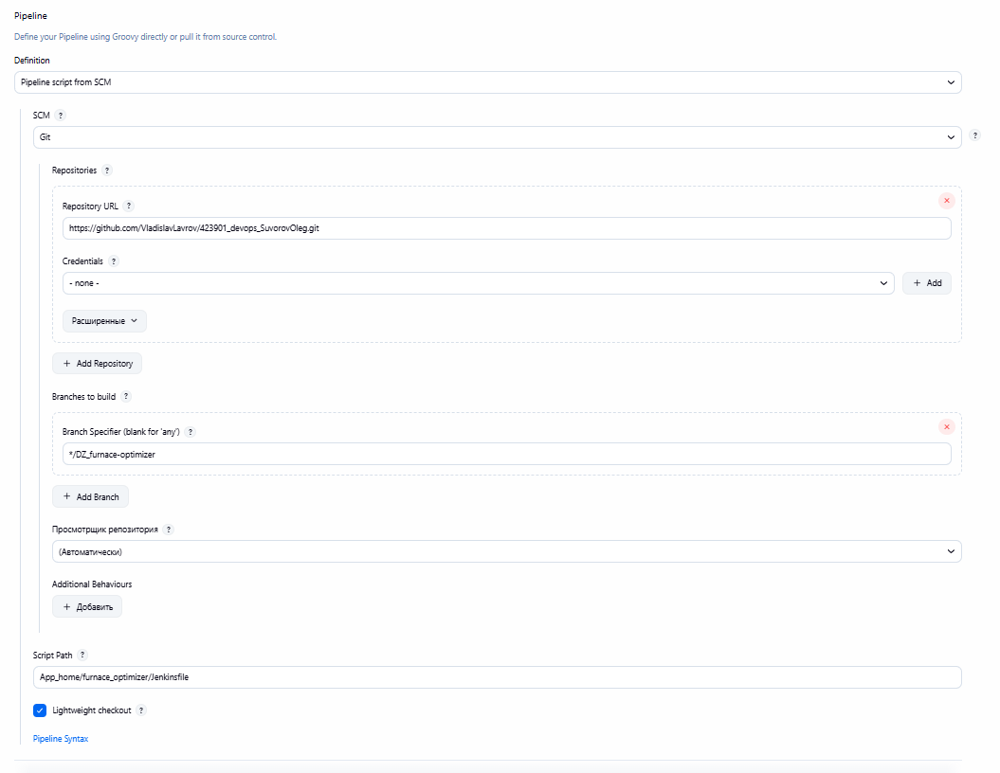 Pipeline
Define your Pipeline using Groovy directly or pull it from source control.
Definition
Pipeline script from SCM
SCM ?
Git
?
Repositories ?
Repository URL ?
https://github.com/VladislavLavrov/423901_devops_SuvorovOleg.git
Credentials ?
- none -
+ Add
Расширенные
+ Add Repository
Branches to build ?
Branch Specifier (blank for 'any') ?
*/DZ_furnace-optimizer
+ Add Branch
Просмотрщик репозитория ?
(Автоматически)
Additional Behaviours
+ Добавить
Script Path ?
App_home/furnace_optimizer/Jenkinsfile
Lightweight checkout ?
Pipeline Syntax